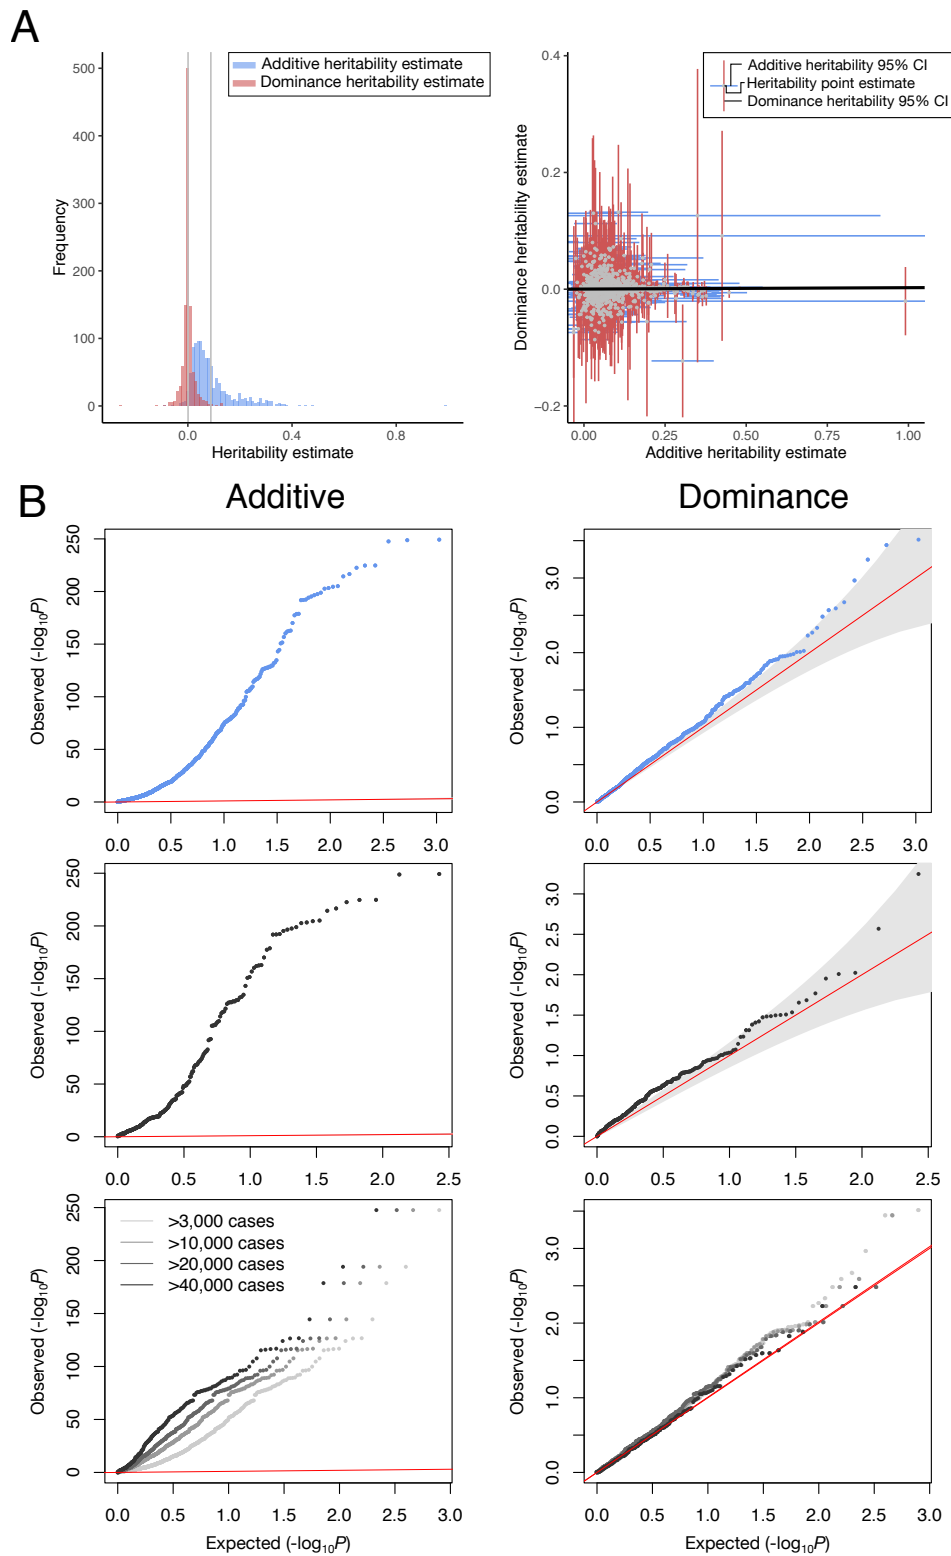 A
500
400
300
200
100
0
Frequency
Additive heritability estimate
Dominance heritability estimate
0.0 0.4 0.8
Heritability estimate
0.4
0.2
0.0
−0.2
Dominance heritability estimate
Additive heritability 95% CI
Heritability point estimate
Dominance heritability 95% CI
0.00 0.25 0.50 0.75 1.00
Additive heritability estimate
B
Additive
Dominance
Observed (-log10P)
0 50 100 150 200 250
0.0 0.5 1.0 1.5 2.0 2.5 3.0
Observed (-log10P)
0.0 1.0 2.0 3.0
0.0 0.5 1.0 1.5 2.0 2.5 3.0
Observed (-log10P)
0 50 100 150 200 250
0.0 0.5 1.0 1.5 2.0 2.5
Observed (-log10P)
0.0 0.5 1.0 1.5 2.0 2.5 3.0
0.0 0.5 1.0 1.5 2.0 2.5
Observed (-log10P)
0 50 100 150 200 250
>3,000 cases
>10,000 cases
>20,000 cases
>40,000 cases
0.0 0.5 1.0 1.5 2.0 2.5 3.0
Expected (-log10P)
Observed (-log10P)
0.0 1.0 2.0 3.0
0.0 0.5 1.0 1.5 2.0 2.5 3.0
Expected (-log10P)